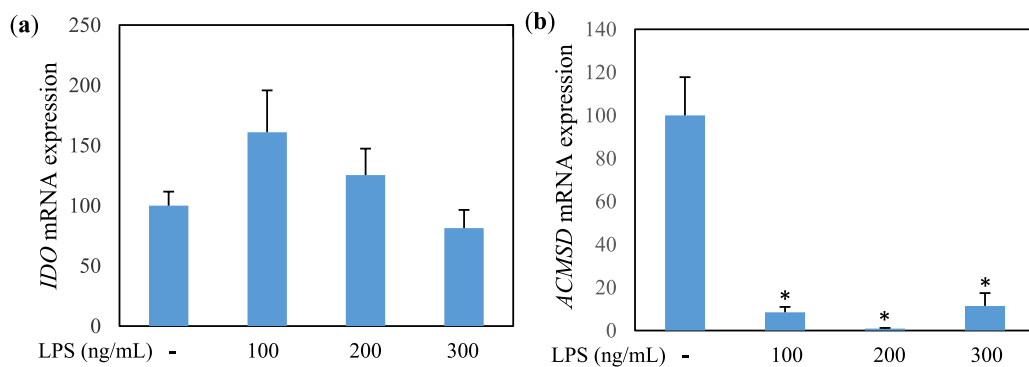 (a)
IDO mRNA expression
250
200
150
100
50
0
LPS (ng/mL) - 100 200 300
(b)
ACMSD mRNA expression
140
120
100
80
60
40
20
0
* * *
LPS (ng/mL) - 100 200 300